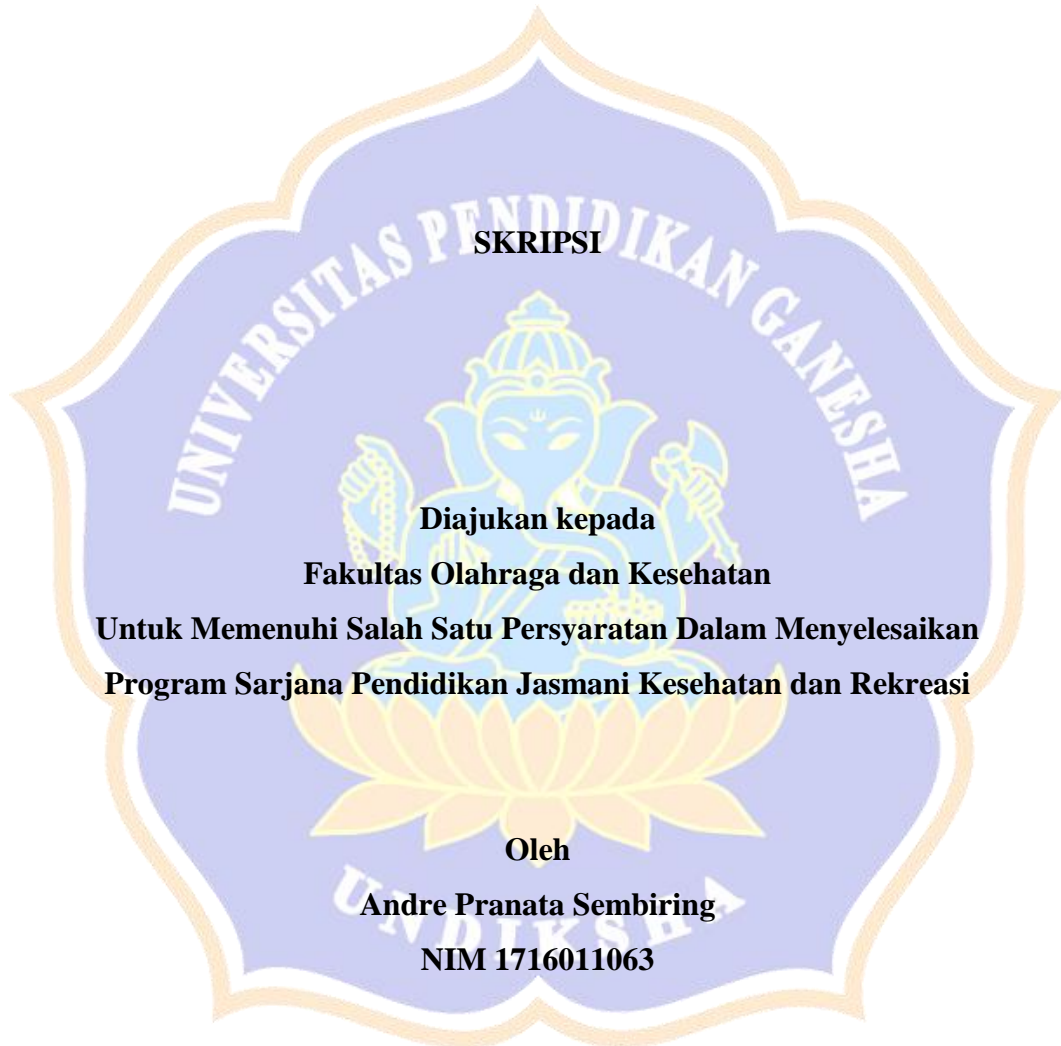 SKRIPSI
UNIVERSITAS PENDIDIKAN GANESHA
Diajukan kepada
Fakultas Olahraga dan Kesehatan
Untuk Memenuhi Salah Satu Persyaratan Dalam Menyelesaikan
Program Sarjana Pendidikan Jasmani Kesehatan dan Rekreasi
Oleh
Andre Pranata Sembiring
NIM 1716011063
UNDIKSHA